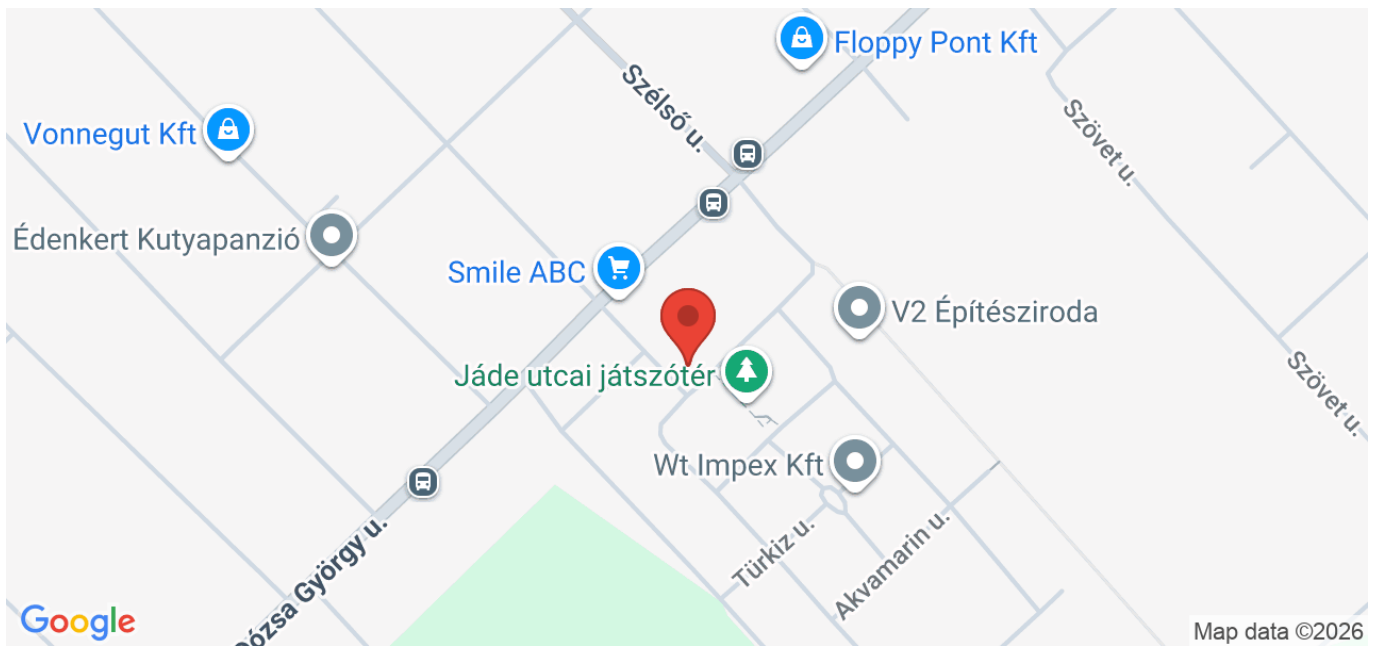 Floppy Pont Kft
Szélső u.
Szövet u.
Vonnegut Kft
Édenkert Kutyapanzió
Smile ABC
V2 Építésziroda
Jáde utcai játszótér
Szövet u.
Wt Impex Kft
Türkiz u.
Akvamarin u.
Dózsa György u.
Google
Map data ©2026